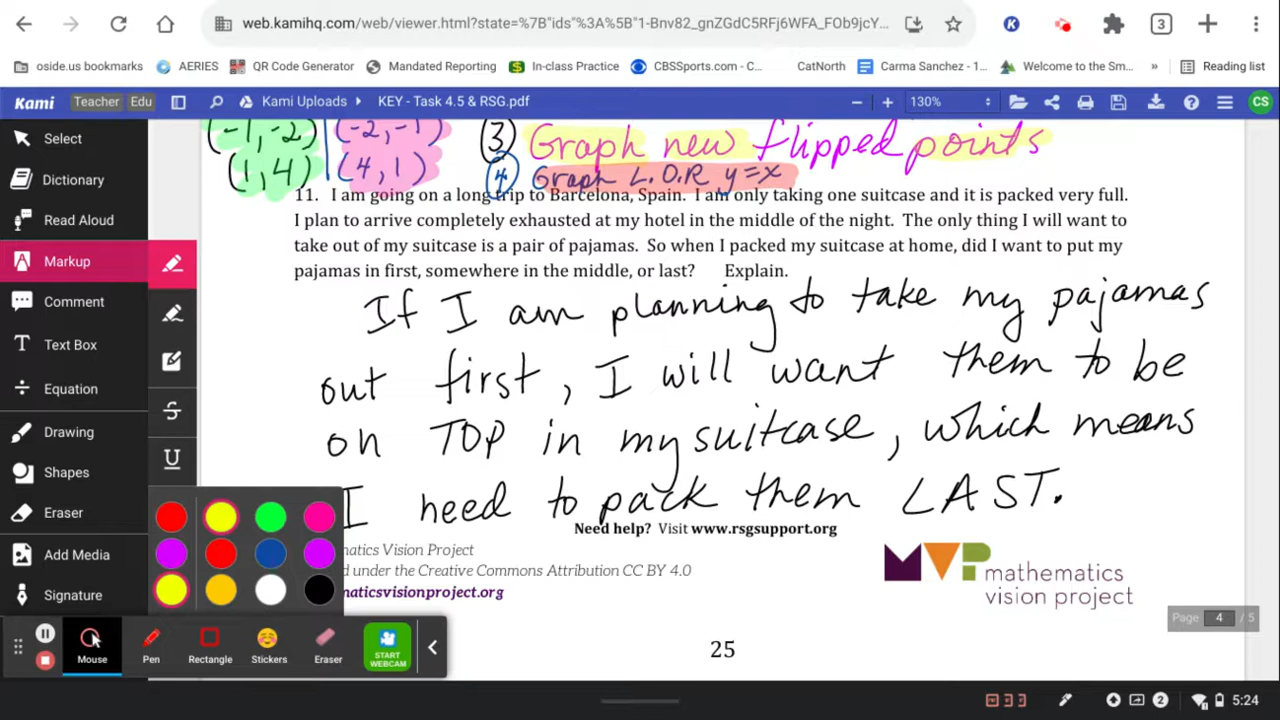 web.kamihq.com/web/viewer.html?state=%7B"ids"%3A%5B"1-Bnv82_gnZGdC5RFj6WFA_FOb9jcY...
3
oside.us bookmarks
AERIES
QR Code Generator
Mandated Reporting
In-class Practice
CBSSports.com - C...
CatNorth
Carma Sanchez - 1...
Welcome to the Sm...
»
Reading list
Kami
Teacher
Edu
Kami Uploads
KEY - Task 4.5 & RSG.pdf
130%
CS
Select
Dictionary
Read Aloud
Markup
Comment
Text Box
Equation
Drawing
Shapes
Eraser
Add Media
Signature
(-1,-2) (-2,-1)
(1,4) (4,1)
3 Graph new flipped points
4 Graph L.O.R y=x
11. I am going on a long trip to Barcelona, Spain. I am only taking one suitcase and it is packed very full.
I plan to arrive completely exhausted at my hotel in the middle of the night. The only thing I will want to
take out of my suitcase is a pair of pajamas. So when I packed my suitcase at home, did I want to put my
pajamas in first, somewhere in the middle, or last? Explain.
If I am planning to take my pajamas
out first, I will want them to be
on TOP in my suitcase, which means
I need to pack them LAST.
Need help? Visit www.rsgsupport.org
matics Vision Project
d under the Creative Commons Attribution CC BY 4.0
maticsvisionproject.org
MVP mathematics
vision project
Page 4 / 5
25
Mouse
Pen
Rectangle
Stickers
Eraser
START
WEBCAM
2
5:24